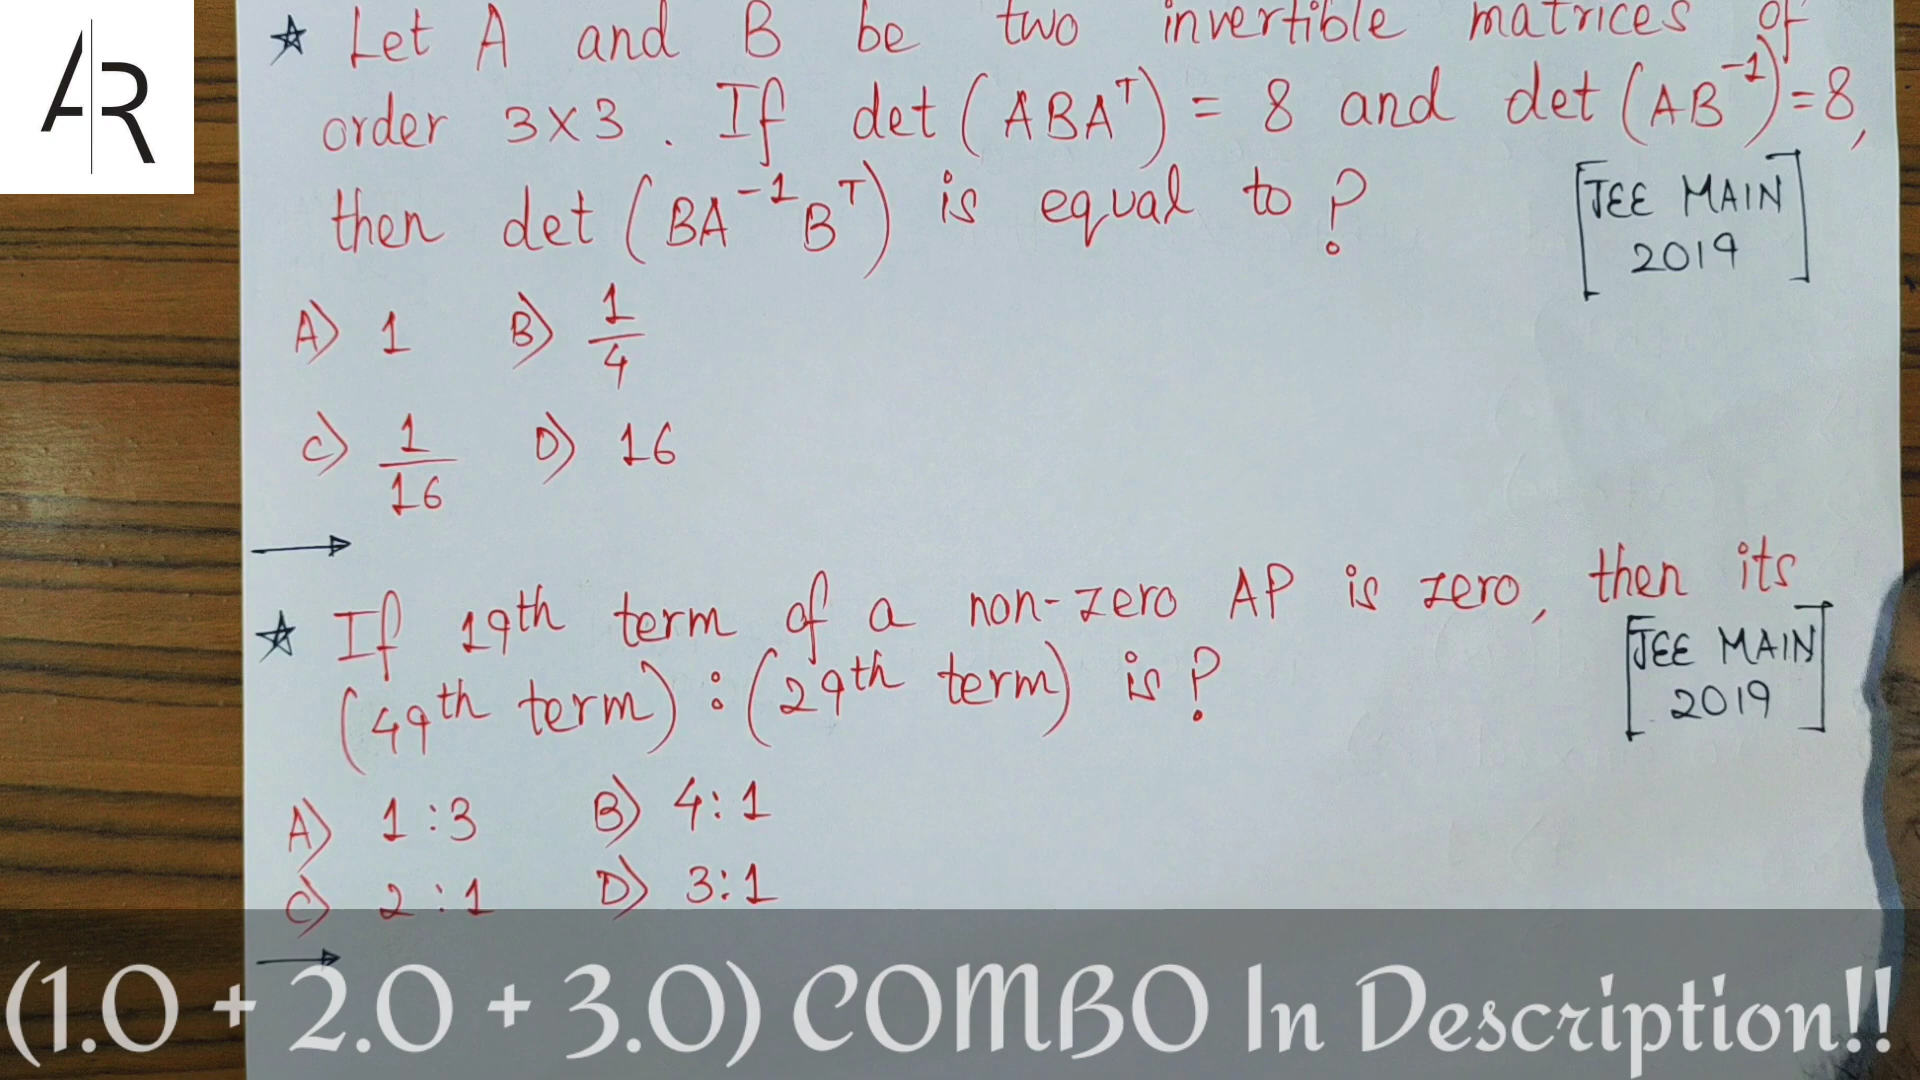 AR
★ Let A and B be two invertible matrices of
order 3×3. If det (ABAᵀ) = 8 and det (AB⁻¹) = 8,
then det (BA⁻¹Bᵀ) is equal to?
[JEE MAIN
2019]
A) 1 B) 1/4
C) 1/16 D) 16
→
★ If 19th term of a non-zero AP is zero, then its
(49th term) : (29th term) is?
[JEE MAIN
2019]
A) 1:3 B) 4:1
C) 2:1 D) 3:1
→
(1.0 + 2.0 + 3.0) COMBO In Description!!